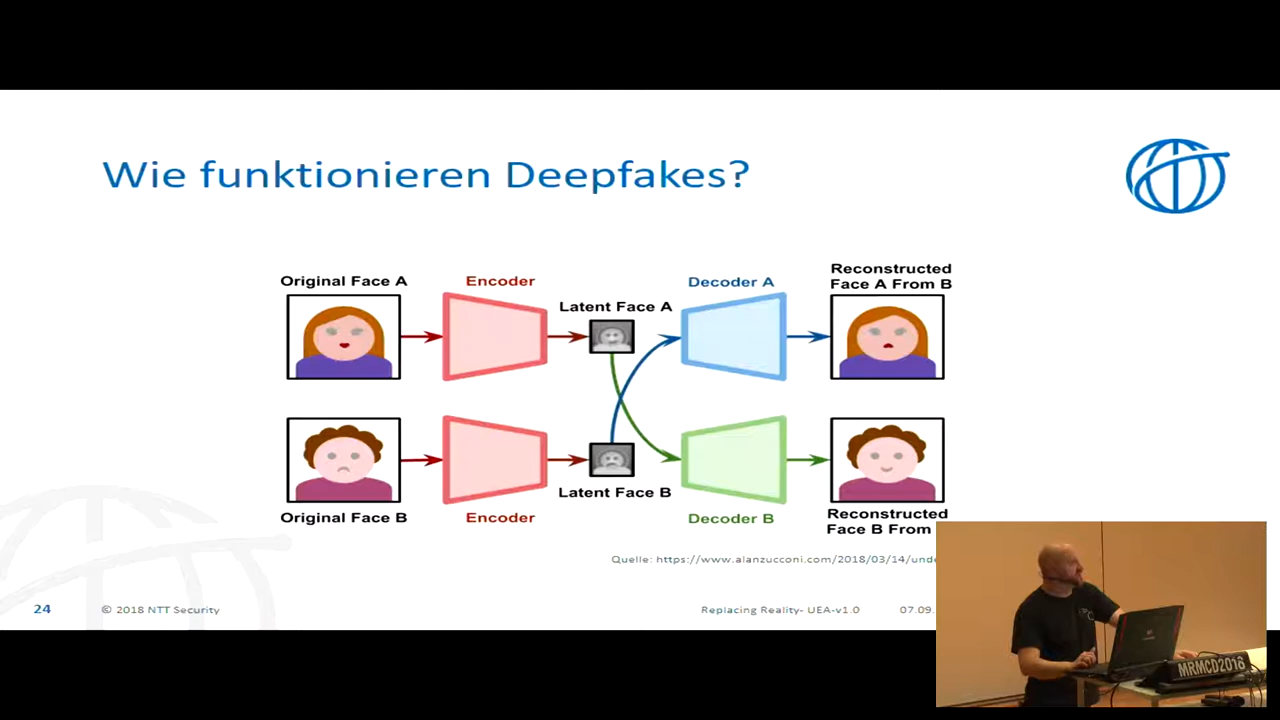 Wie funktionieren Deepfakes?
Original Face A
Encoder
Latent Face A
Decoder A
Reconstructed
Face A From B
Original Face B
Encoder
Latent Face B
Decoder B
Reconstructed
Face B From
Quelle: https://www.alanzucconi.com/2018/03/14/unde
24
© 2018 NTT Security
Replacing Reality- UEA-v1.0
07.09.
MRMCD2018